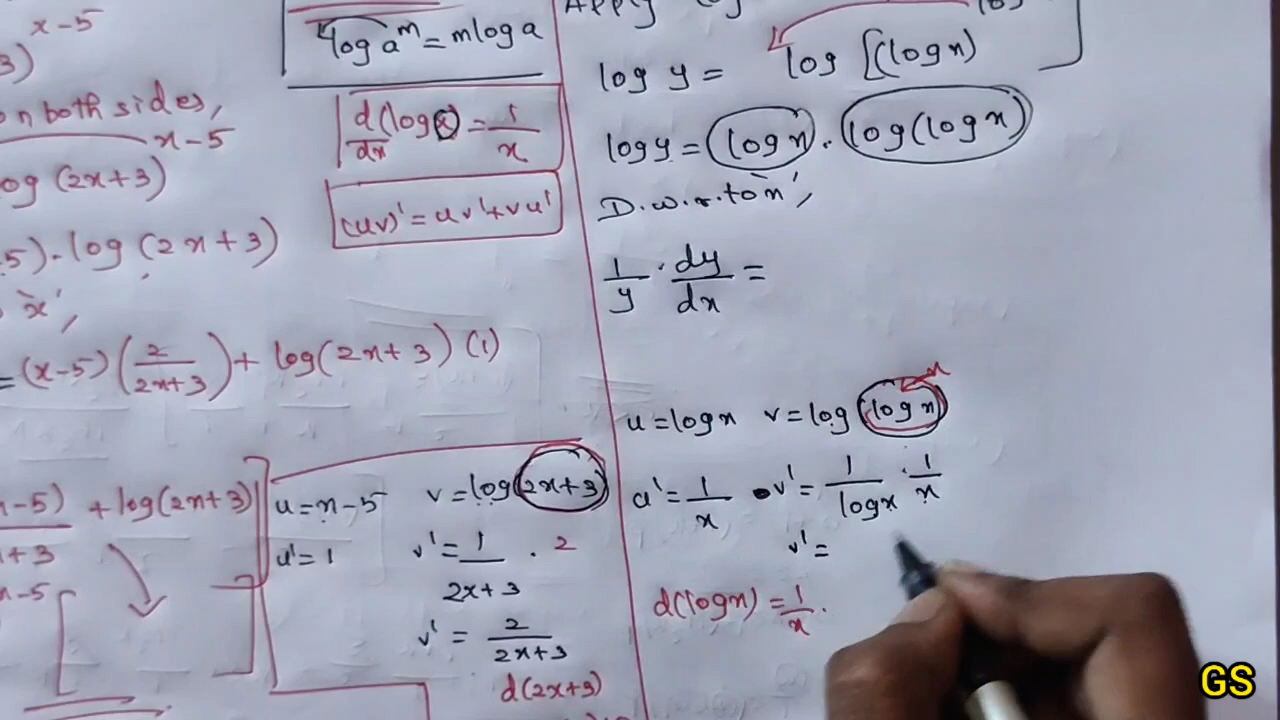 x-5
3)
on both sides,
x-5
og (2x+3)
5).log (2x+3)
'x',
= (x-5) (2/2x+3) + log(2x+3) (1)
x-5) + log(2x+3)
x+3
x-5
log a^m = m log a
d/dx (log x) = 1/x
(uv)' = uv'+vu'
u = x-5 v = log(2x+3)
u' = 1 v' = 1/2x+3 . 2
v' = 2/2x+3
d(2x+3)
Apply
log y = log [(log x)
log y = log x . log(log x)
D.w.r.to 'x',
1/y . dy/dx =
u = log x v = log (log x)
u' = 1/x v' = 1/log x . 1/x
v' =
d(log x) = 1/x.
GS